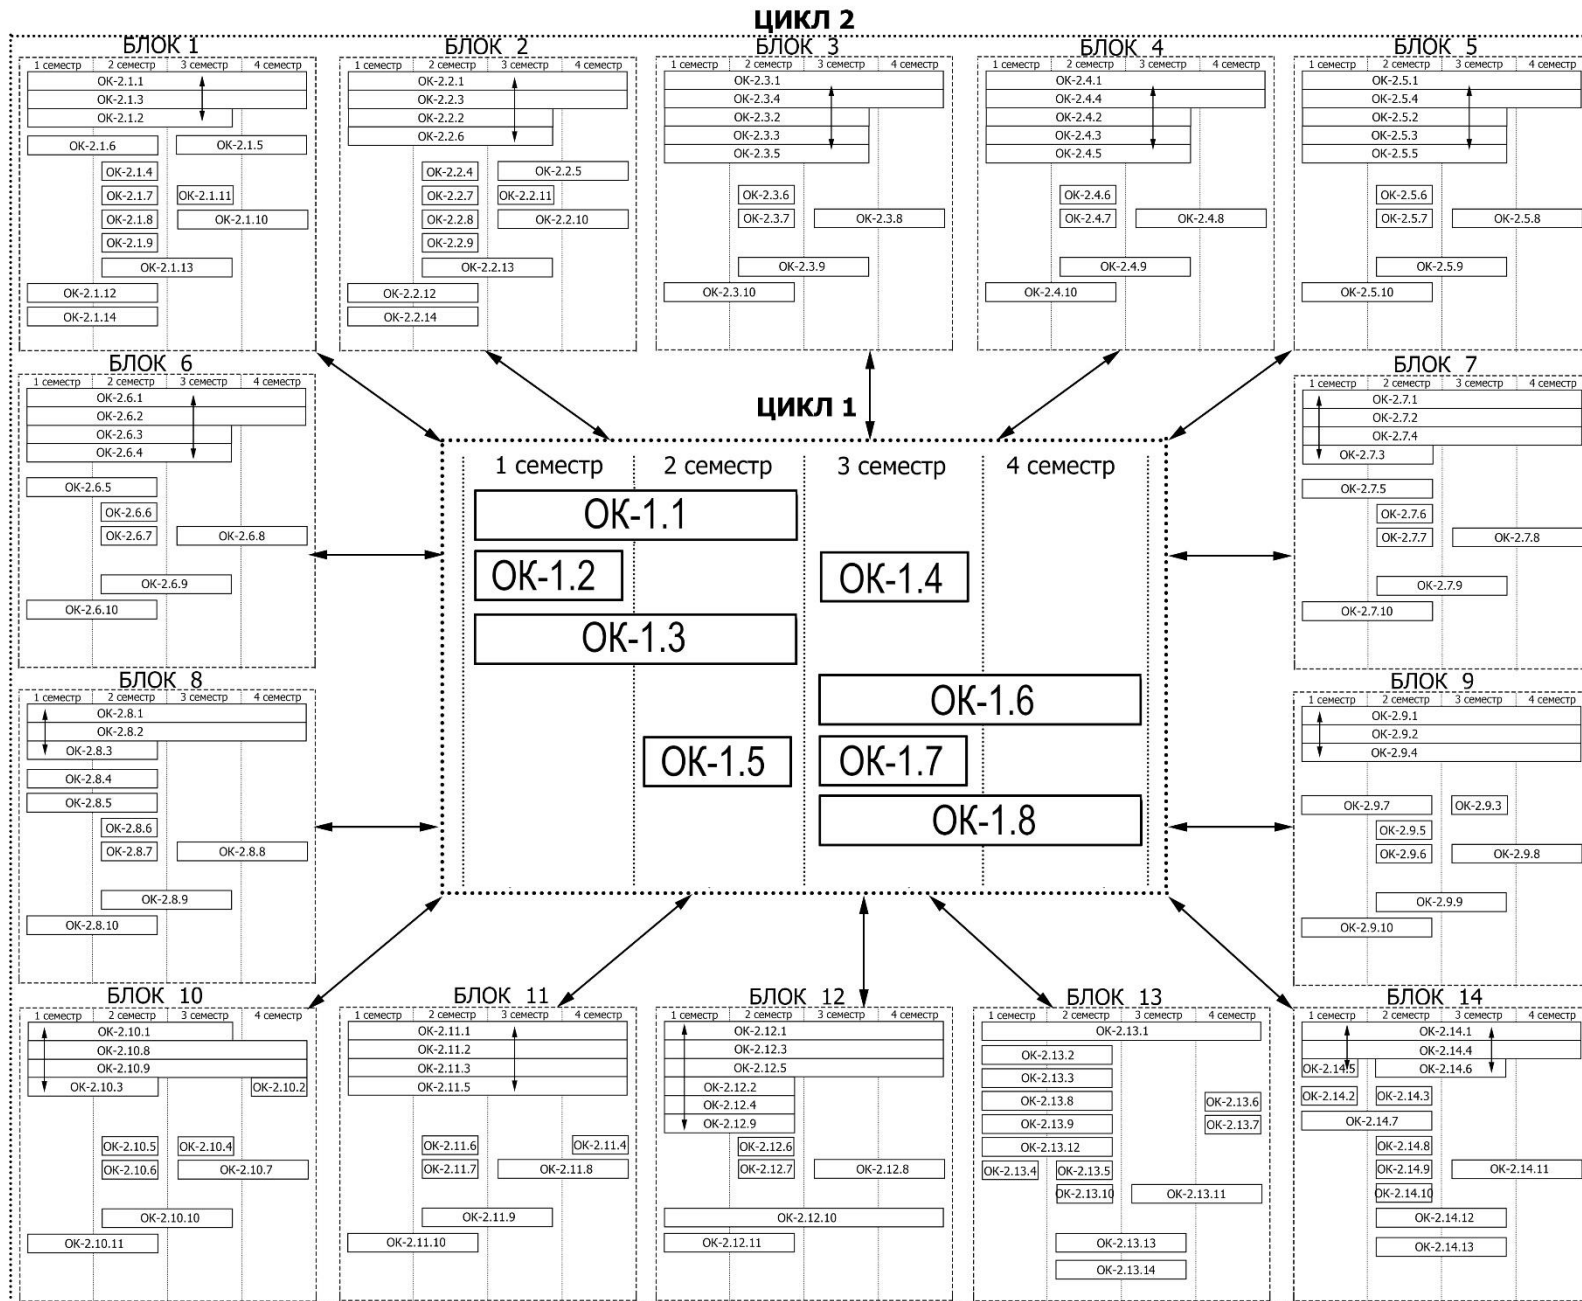 ЦИКЛ 2
БЛОК 1
1 семестр 2 семестр 3 семестр 4 семестр
ОК-2.1.1
ОК-2.1.3
ОК-2.1.2
ОК-2.1.6 ОК-2.1.5
ОК-2.1.4
ОК-2.1.7 ОК-2.1.11
ОК-2.1.8 ОК-2.1.10
ОК-2.1.9
ОК-2.1.13
ОК-2.1.12
ОК-2.1.14
БЛОК 2
1 семестр 2 семестр 3 семестр 4 семестр
ОК-2.2.1
ОК-2.2.3
ОК-2.2.2
ОК-2.2.6
ОК-2.2.4 ОК-2.2.5
ОК-2.2.7 ОК-2.2.11
ОК-2.2.8 ОК-2.2.10
ОК-2.2.9
ОК-2.2.13
ОК-2.2.12
ОК-2.2.14
БЛОК 3
1 семестр 2 семестр 3 семестр 4 семестр
ОК-2.3.1
ОК-2.3.4
ОК-2.3.2
ОК-2.3.3
ОК-2.3.5
ОК-2.3.6
ОК-2.3.7 ОК-2.3.8
ОК-2.3.9
ОК-2.3.10
БЛОК 4
1 семестр 2 семестр 3 семестр 4 семестр
ОК-2.4.1
ОК-2.4.4
ОК-2.4.2
ОК-2.4.3
ОК-2.4.5
ОК-2.4.6
ОК-2.4.7 ОК-2.4.8
ОК-2.4.9
ОК-2.4.10
БЛОК 5
1 семестр 2 семестр 3 семестр 4 семестр
ОК-2.5.1
ОК-2.5.4
ОК-2.5.2
ОК-2.5.3
ОК-2.5.5
ОК-2.5.6
ОК-2.5.7 ОК-2.5.8
ОК-2.5.9
ОК-2.5.10
БЛОК 6
1 семестр 2 семестр 3 семестр 4 семестр
ОК-2.6.1
ОК-2.6.2
ОК-2.6.3
ОК-2.6.4
ОК-2.6.5
ОК-2.6.6
ОК-2.6.7 ОК-2.6.8
ОК-2.6.9
ОК-2.6.10
ЦИКЛ 1
1 семестр 2 семестр 3 семестр 4 семестр
ОК-1.1
ОК-1.2 ОК-1.4
ОК-1.3
ОК-1.6
ОК-1.5 ОК-1.7
ОК-1.8
БЛОК 7
1 семестр 2 семестр 3 семестр 4 семестр
ОК-2.7.1
ОК-2.7.2
ОК-2.7.4
ОК-2.7.3
ОК-2.7.5
ОК-2.7.6
ОК-2.7.7 ОК-2.7.8
ОК-2.7.9
ОК-2.7.10
БЛОК 8
1 семестр 2 семестр 3 семестр 4 семестр
ОК-2.8.1
ОК-2.8.2
ОК-2.8.3
ОК-2.8.4
ОК-2.8.5
ОК-2.8.6
ОК-2.8.7 ОК-2.8.8
ОК-2.8.9
ОК-2.8.10
БЛОК 9
1 семестр 2 семестр 3 семестр 4 семестр
ОК-2.9.1
ОК-2.9.2
ОК-2.9.4
ОК-2.9.7 ОК-2.9.3
ОК-2.9.5
ОК-2.9.6 ОК-2.9.8
ОК-2.9.9
ОК-2.9.10
БЛОК 10
1 семестр 2 семестр 3 семестр 4 семестр
ОК-2.10.1
ОК-2.10.8
ОК-2.10.9
ОК-2.10.3 ОК-2.10.2
ОК-2.10.5 ОК-2.10.4
ОК-2.10.6 ОК-2.10.7
ОК-2.10.10
ОК-2.10.11
БЛОК 11
1 семестр 2 семестр 3 семестр 4 семестр
ОК-2.11.1
ОК-2.11.2
ОК-2.11.3
ОК-2.11.5
ОК-2.11.6 ОК-2.11.4
ОК-2.11.7 ОК-2.11.8
ОК-2.11.9
ОК-2.11.10
БЛОК 12
1 семестр 2 семестр 3 семестр 4 семестр
ОК-2.12.1
ОК-2.12.3
ОК-2.12.5
ОК-2.12.2
ОК-2.12.4
ОК-2.12.9
ОК-2.12.6
ОК-2.12.7 ОК-2.12.8
ОК-2.12.10
ОК-2.12.11
БЛОК 13
1 семестр 2 семестр 3 семестр 4 семестр
ОК-2.13.1
ОК-2.13.2
ОК-2.13.3
ОК-2.13.8 ОК-2.13.6
ОК-2.13.9 ОК-2.13.7
ОК-2.13.12
ОК-2.13.4 ОК-2.13.5
ОК-2.13.10 ОК-2.13.11
ОК-2.13.13
ОК-2.13.14
БЛОК 14
1 семестр 2 семестр 3 семестр 4 семестр
ОК-2.14.1
ОК-2.14.4
ОК-2.14.5 ОК-2.14.6
ОК-2.14.2 ОК-2.14.3
ОК-2.14.7
ОК-2.14.8
ОК-2.14.9 ОК-2.14.11
ОК-2.14.10
ОК-2.14.12
ОК-2.14.13